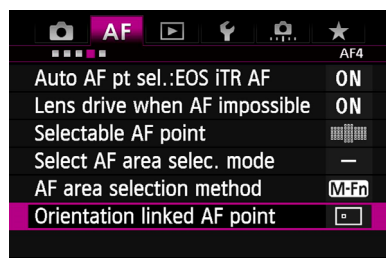 AF
AF4
Auto AF pt sel.:EOS iTR AF ON
Lens drive when AF impossible ON
Selectable AF point
Select AF area selec. mode
AF area selection method M-Fn
Orientation linked AF point